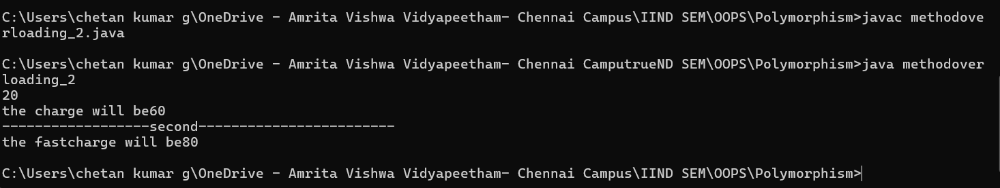 C:\Users\chetan kumar g\OneDrive - Amrita Vishwa Vidyapeetham- Chennai Campus\IIND SEM\OOPS\Polymorphism>javac methodove
rloading_2.java
C:\Users\chetan kumar g\OneDrive - Amrita Vishwa Vidyapeetham- Chennai CamputrueND SEM\OOPS\Polymorphism>java methodover
loading_2
20
the charge will be60
------------------second------------------------
the fastcharge will be80
C:\Users\chetan kumar g\OneDrive - Amrita Vishwa Vidyapeetham- Chennai Campus\IIND SEM\OOPS\Polymorphism>